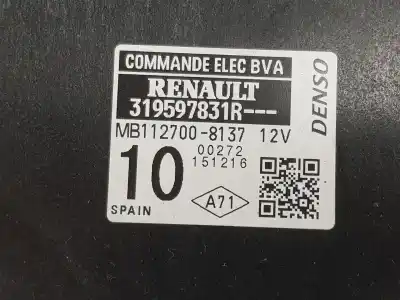 COMMANDE ELEC BVA
RENAULT
319597831R---
MB112700-8137 12V
10
00272
151216
SPAIN
A71
DENSO